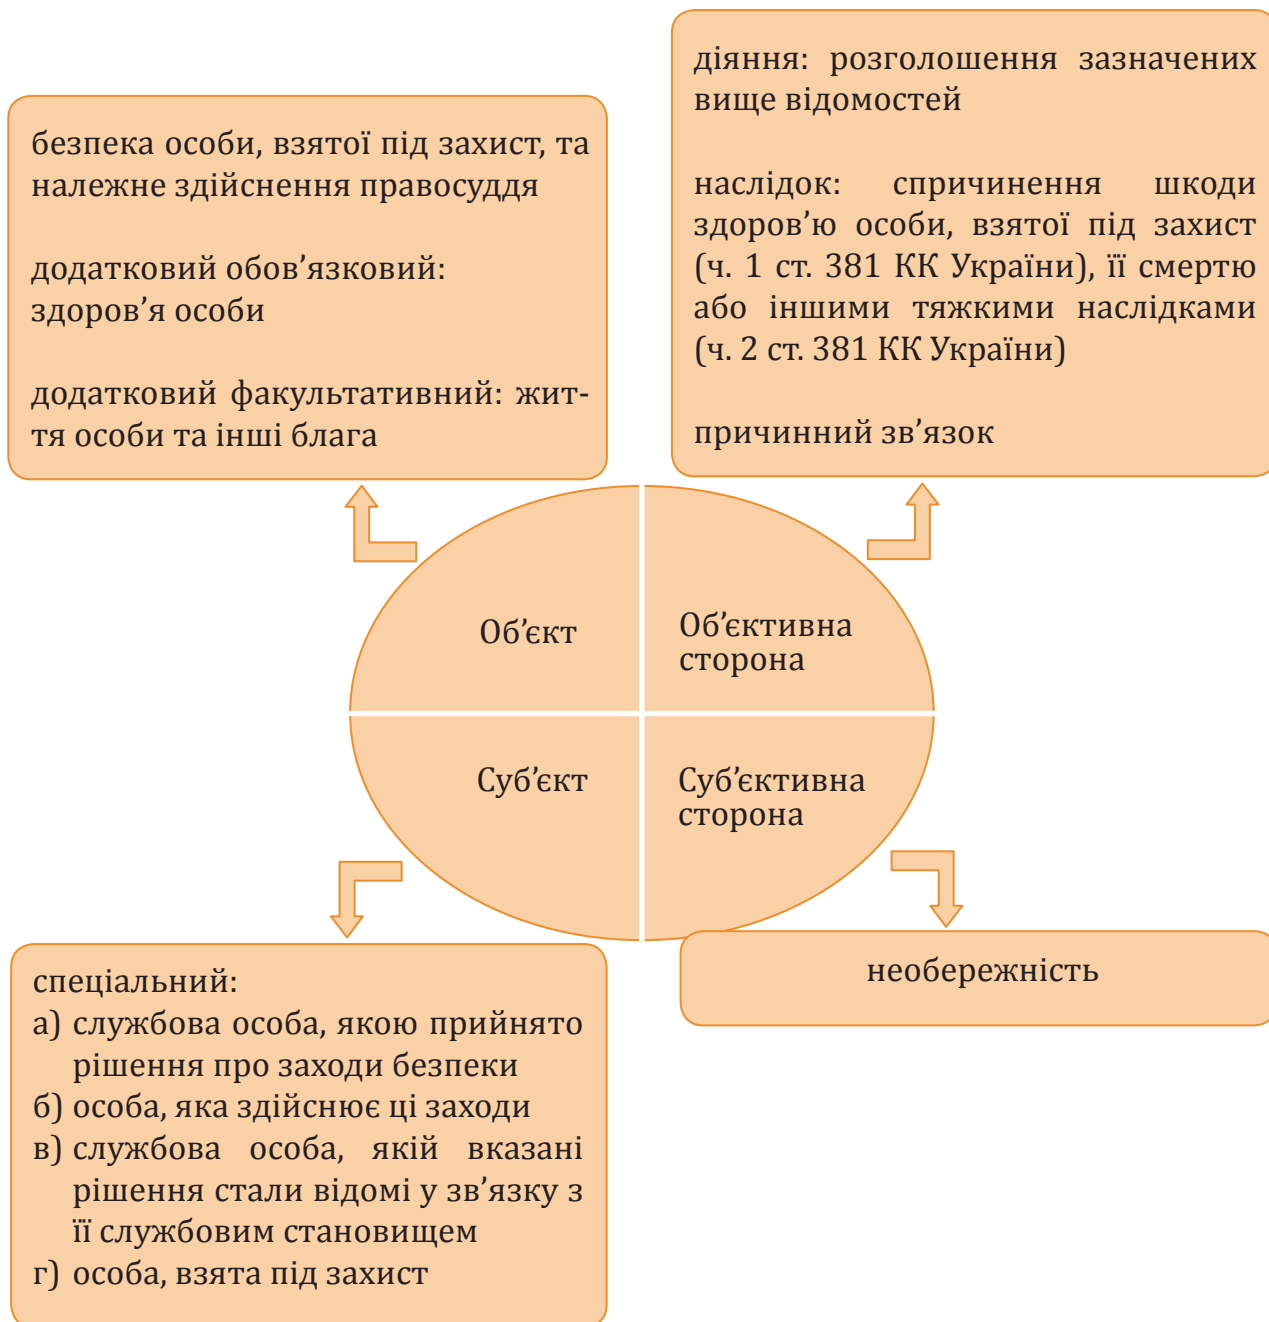 безпека особи, взятої під захист, та
належне здійснення правосуддя
додатковий обов’язковий:
здоров’я особи
додатковий факультативний: жит-
тя особи та інші блага
діяння: розголошення зазначених
вище відомостей
наслідок: спричинення шкоди
здоров’ю особи, взятої під захист
(ч. 1 ст. 381 КК України), її смертю
або іншими тяжкими наслідками
(ч. 2 ст. 381 КК України)
причинний зв’язок
Об’єкт
Об’єктивна
сторона
Суб’єкт
Суб’єктивна
сторона
спеціальний:
а) службова особа, якою прийнято
рішення про заходи безпеки
б) особа, яка здійснює ці заходи
в) службова особа, якій вказані
рішення стали відомі у зв’язку з
її службовим становищем
г) особа, взята під захист
необережність